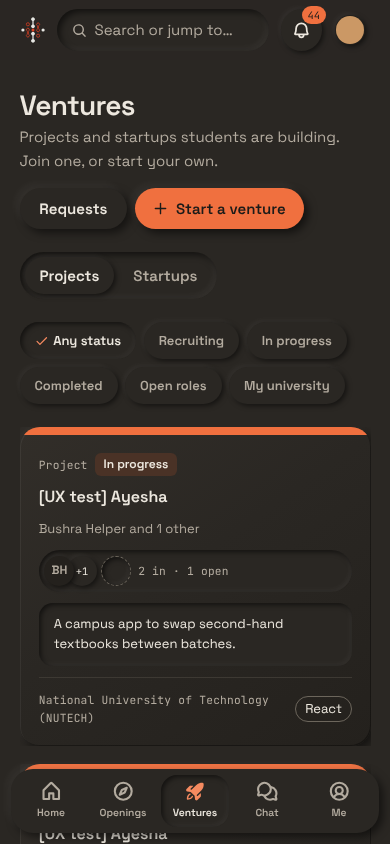 44
Search or jump to...
Ventures
Projects and startups students are building.
Join one, or start your own.
Requests
+ Start a venture
Projects
Startups
Any status
Recruiting
In progress
Completed
Open roles
My university
Project
In progress
[UX test] Ayesha
Bushra Helper and 1 other
BH
+1
2 in · 1 open
A campus app to swap second-hand
textbooks between batches.
National University of Technology
(NUTECH)
React
Home
Openings
Ventures
Chat
Me
[UX test] Ayesha